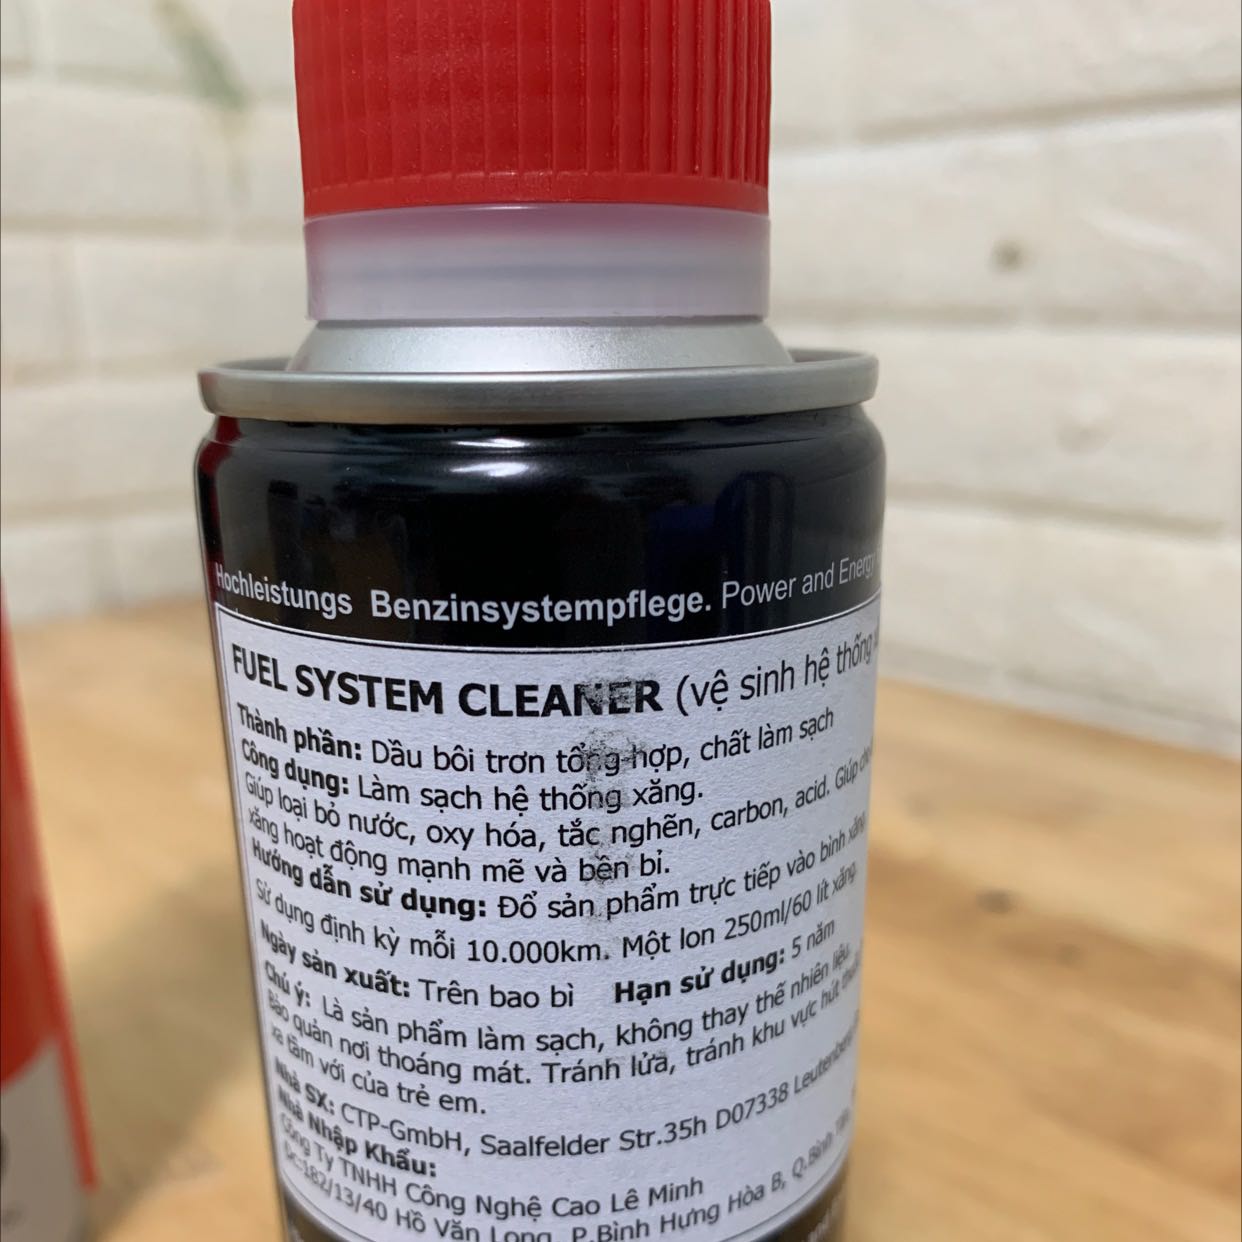 Hochleistungs Benzinsystempflege. Power and Energy
FUEL SYSTEM CLEANER (vệ sinh hệ thống
Thành phần: Dầu bôi trơn tổng hợp, chất làm sạch
Công dụng: Làm sạch hệ thống xăng.
Giúp loại bỏ nước, oxy hóa, tắc nghẽn, carbon, acid. Giúp
xăng hoạt động mạnh mẽ và bền bỉ.
Hướng dẫn sử dụng: Đổ sản phẩm trực tiếp vào bình xăng.
Sử dụng định kỳ mỗi 10.000km. Một lon 250ml/60 lít xăng.
Ngày sản xuất: Trên bao bì Hạn sử dụng: 5 năm
Chú ý: Là sản phẩm làm sạch, không thay thế nhiên liệu.
Bảo quản nơi thoáng mát. Tránh lửa, tránh khu vực hút
xa tầm với của trẻ em.
Nhà SX: CTP-GmbH, Saalfelder Str.35h D07338 Leutenberg
Nhà Nhập Khẩu:
Công Ty TNHH Công Nghệ Cao Lê Minh
ĐC:182/13/40 Hồ Văn Long, P.Bình Hưng Hòa B, Q.Bình